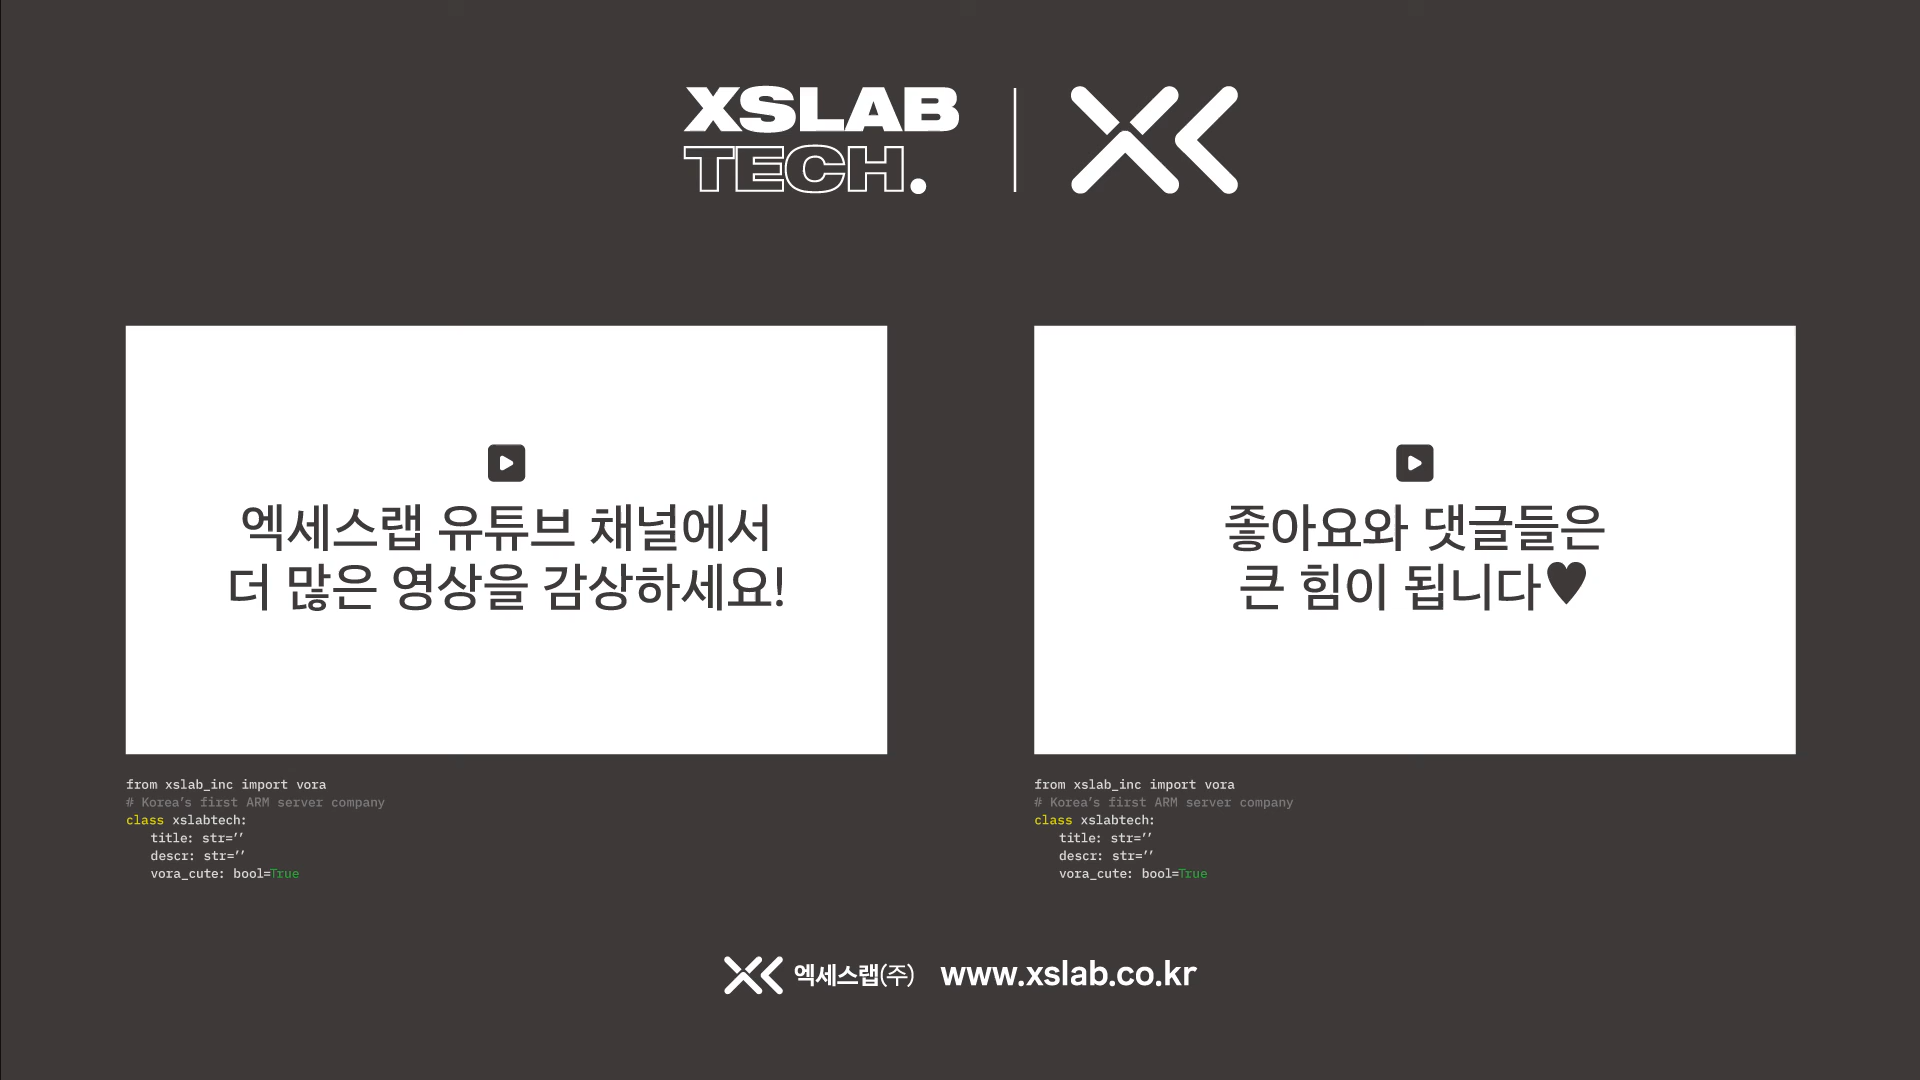 XSLAB
TECH.
엑세스랩 유튜브 채널에서
더 많은 영상을 감상하세요!
from xslab_inc import vora
# Korea’s first ARM server company
class xslabtech:
title: str=’’
descr: str=’’
vora_cute: bool=True
좋아요와 댓글들은
큰 힘이 됩니다♥
from xslab_inc import vora
# Korea’s first ARM server company
class xslabtech:
title: str=’’
descr: str=’’
vora_cute: bool=True
엑세스랩(주) www.xslab.co.kr